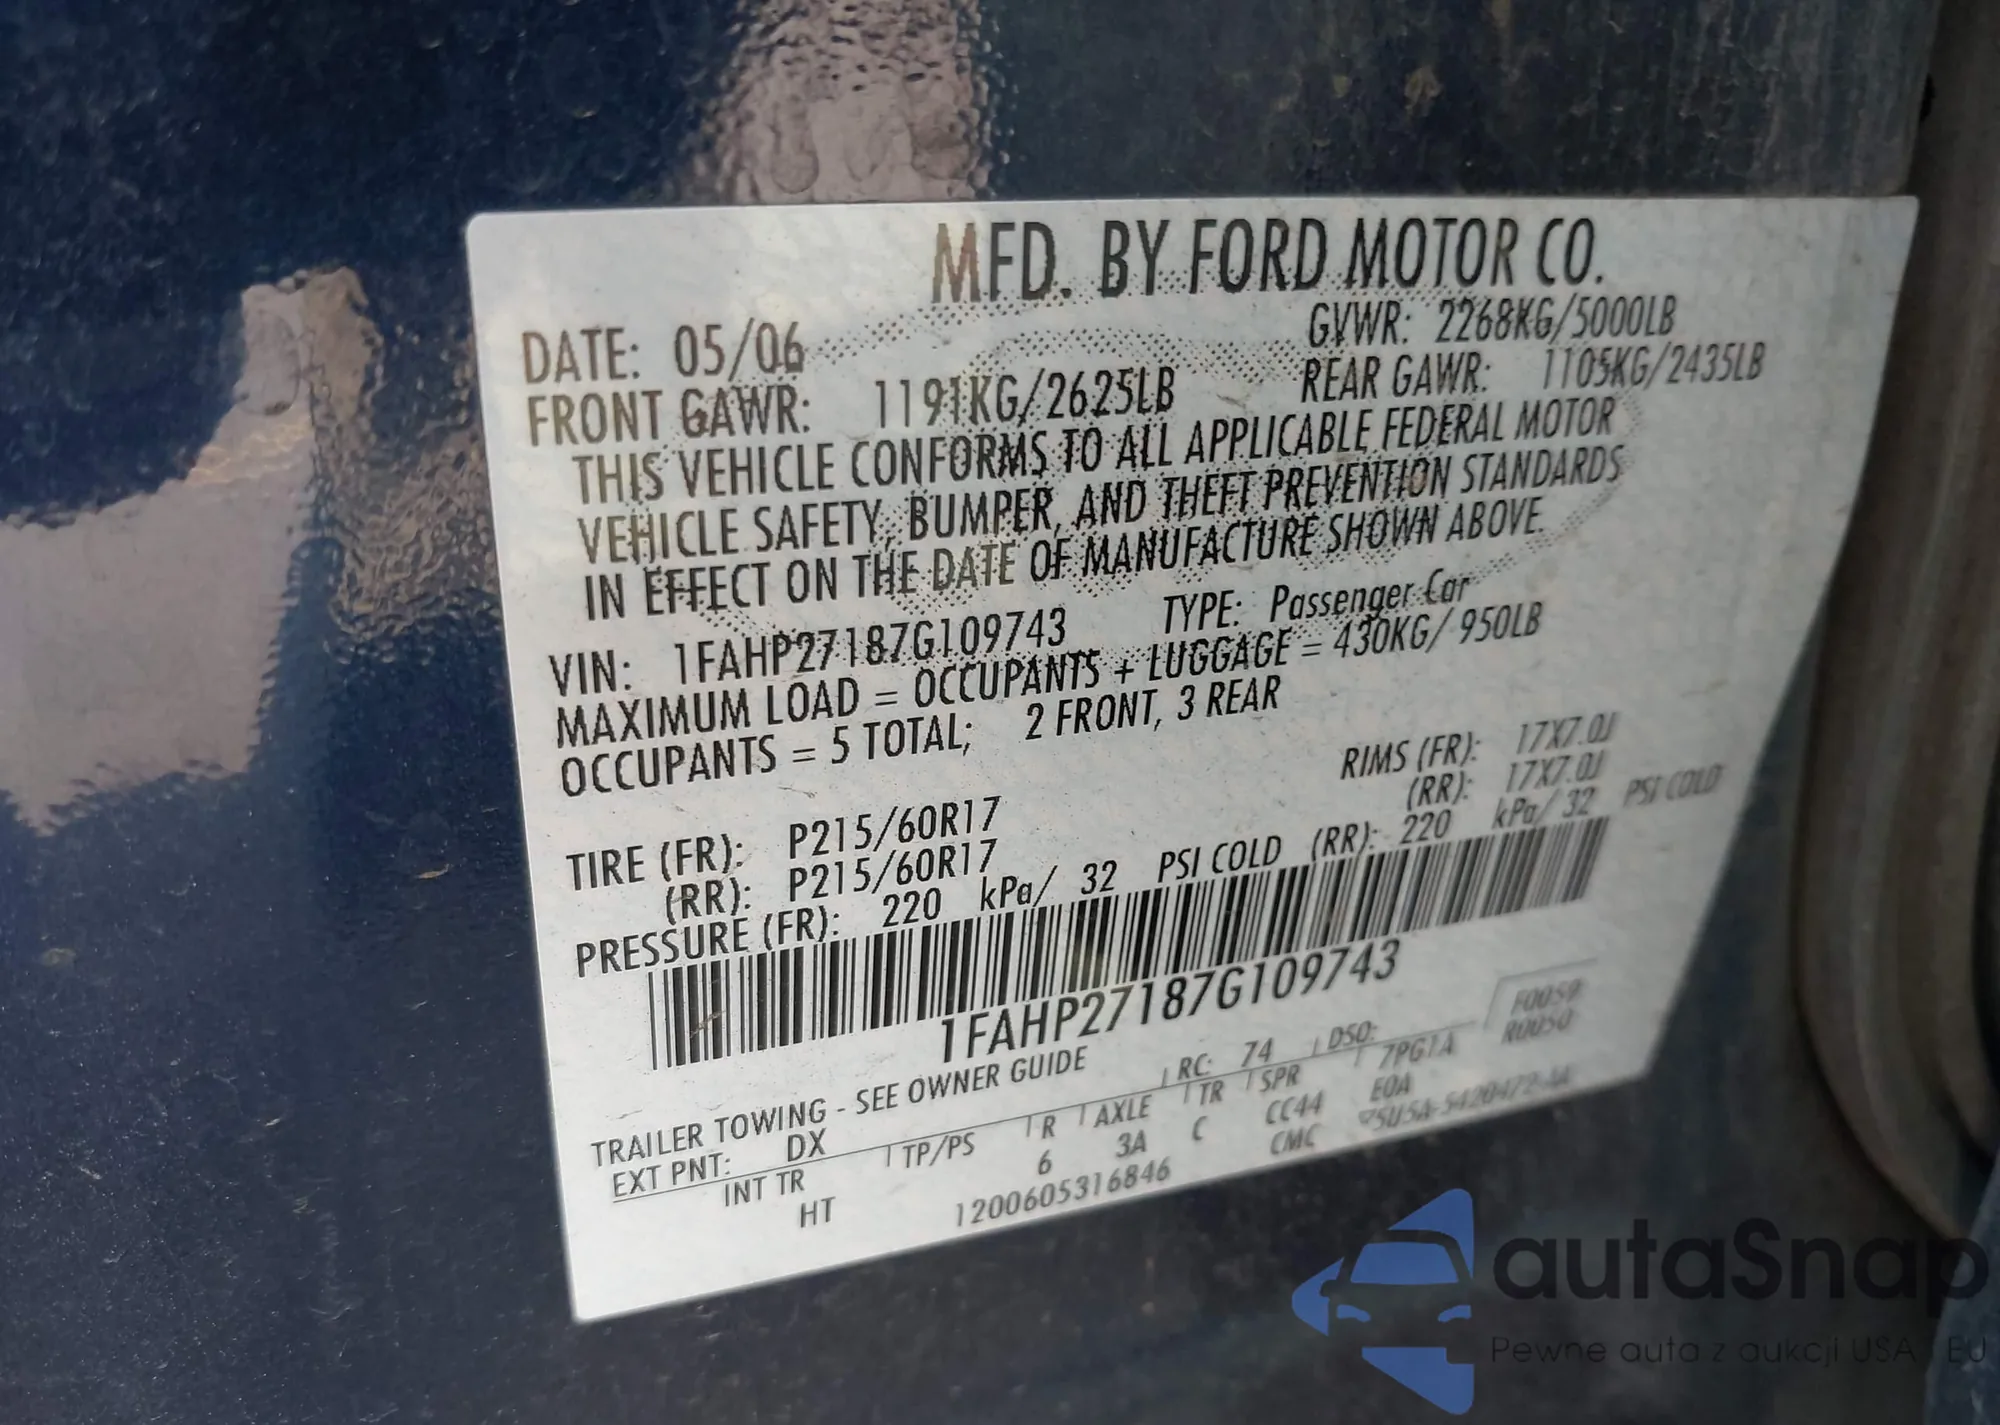 MFD. BY FORD MOTOR CO.
DATE: 05/06 GVWR: 2268KG/5000LB
FRONT GAWR: 1191KG/2625LB REAR GAWR: 1105KG/2435LB
THIS VEHICLE CONFORMS TO ALL APPLICABLE FEDERAL MOTOR
VEHICLE SAFETY, BUMPER, AND THEFT PREVENTION STANDARDS
IN EFFECT ON THE DATE OF MANUFACTURE SHOWN ABOVE.
VIN: 1FAHP27187G109743 TYPE: Passenger Car
MAXIMUM LOAD = OCCUPANTS + LUGGAGE = 430KG/ 950LB
OCCUPANTS = 5 TOTAL; 2 FRONT, 3 REAR
TIRE (FR): P215/60R17 RIMS (FR): 17X7.0J
(RR): P215/60R17 (RR): 17X7.0J
PRESSURE (FR): 220 kPa/ 32 PSI COLD (RR): 220 kPa/ 32 PSI COLD
1FAHP27187G109743
F0059
R0050
TRAILER TOWING - SEE OWNER GUIDE
EXT PNT: DX RC: 74 DSO: 7PG1A
INT TR TP/PS R AXLE TR SPR E0A
HT 6 3A C CC44
1200605316846 CMC
autaSnap
Pewne auta z aukcji USA EU